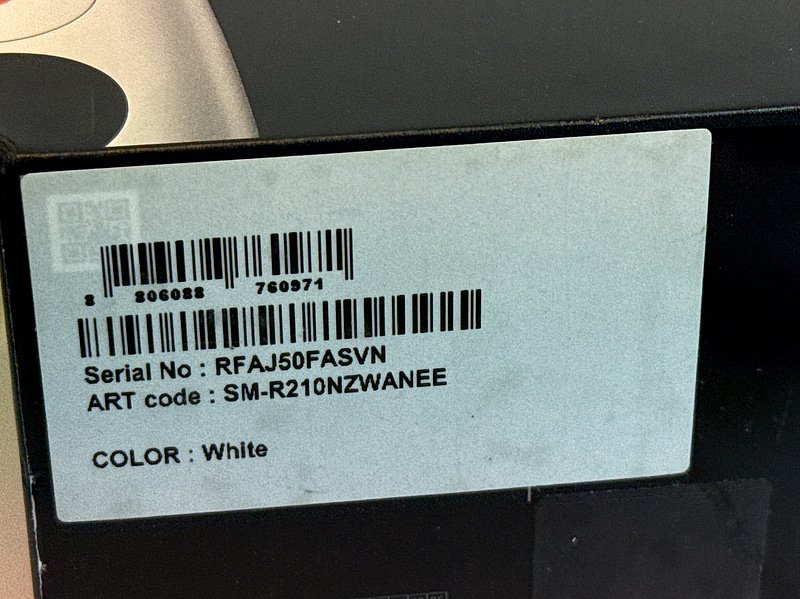 8 806088 760971
Serial No : RFAJ50FASVN
ART code : SM-R210NZWANEE
COLOR : White